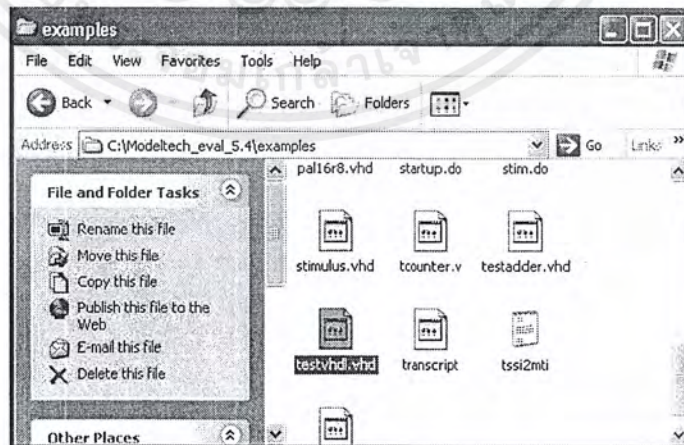 examples
File Edit View Favorites Tools Help
Back Search Folders
Address C:\Modeltech_eval_5.4\examples Go Links »
File and Folder Tasks
Rename this file
Move this file
Copy this file
Publish this file to the
Web
E-mail this file
Delete this file
Other Places
pal16r8.vhd startup.do stim.do
stimulus.vhd tcounter.v testadder.vhd
testvhdl.vhd transcript tssi2mti